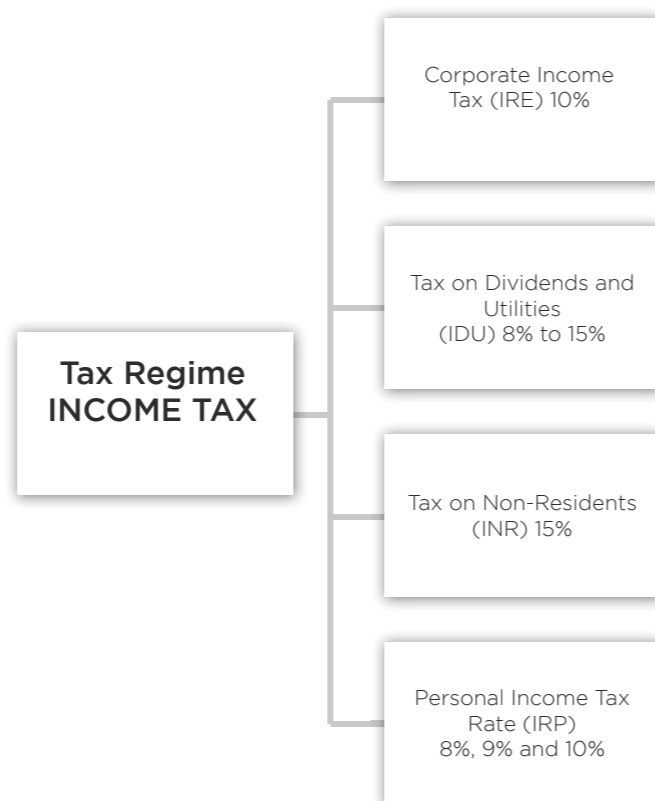 Tax Regime
INCOME TAX
Corporate Income
Tax (IRE) 10%
Tax on Dividends and
Utilities
(IDU) 8% to 15%
Tax on Non-Residents
(INR) 15%
Personal Income Tax
Rate (IRP)
8%, 9% and 10%